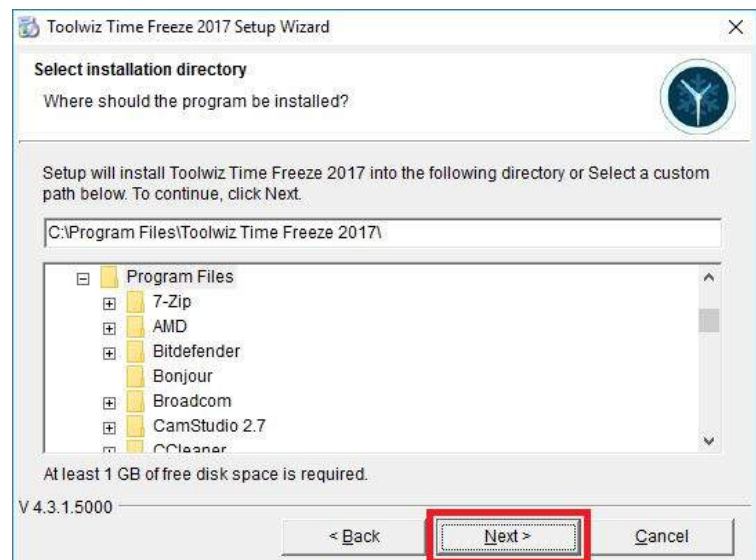 Toolwiz Time Freeze 2017 Setup Wizard
Select installation directory
Where should the program be installed?
Setup will install Toolwiz Time Freeze 2017 into the following directory or Select a custom
path below. To continue, click Next.
C:\Program Files\Toolwiz Time Freeze 2017\
Program Files
7-Zip
AMD
Bitdefender
Bonjour
Broadcom
CamStudio 2.7
CCleaner
At least 1 GB of free disk space is required.
V 4.3.1.5000
< Back Next > Cancel